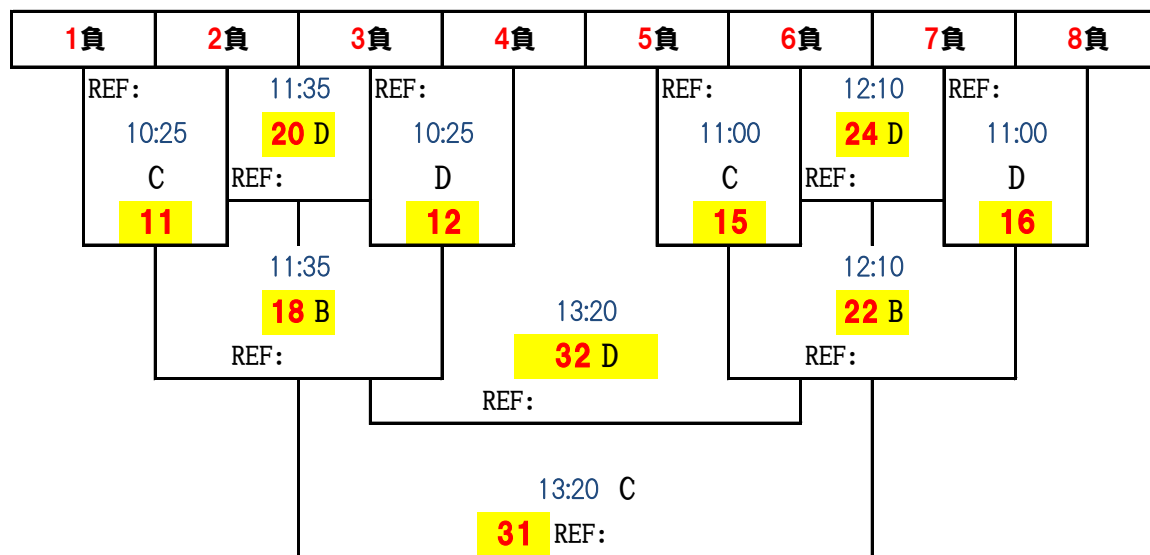 1負 2負 3負 4負 5負 6負 7負 8負
REF: 11:35 REF: REF: 12:10 REF:
10:25 20 D 10:25 11:00 24 D 11:00
C REF: D C REF: D
11 12 15 16
11:35 12:10
18 B 13:20 22 B
REF: 32 D REF:
REF:
13:20 C
31 REF: